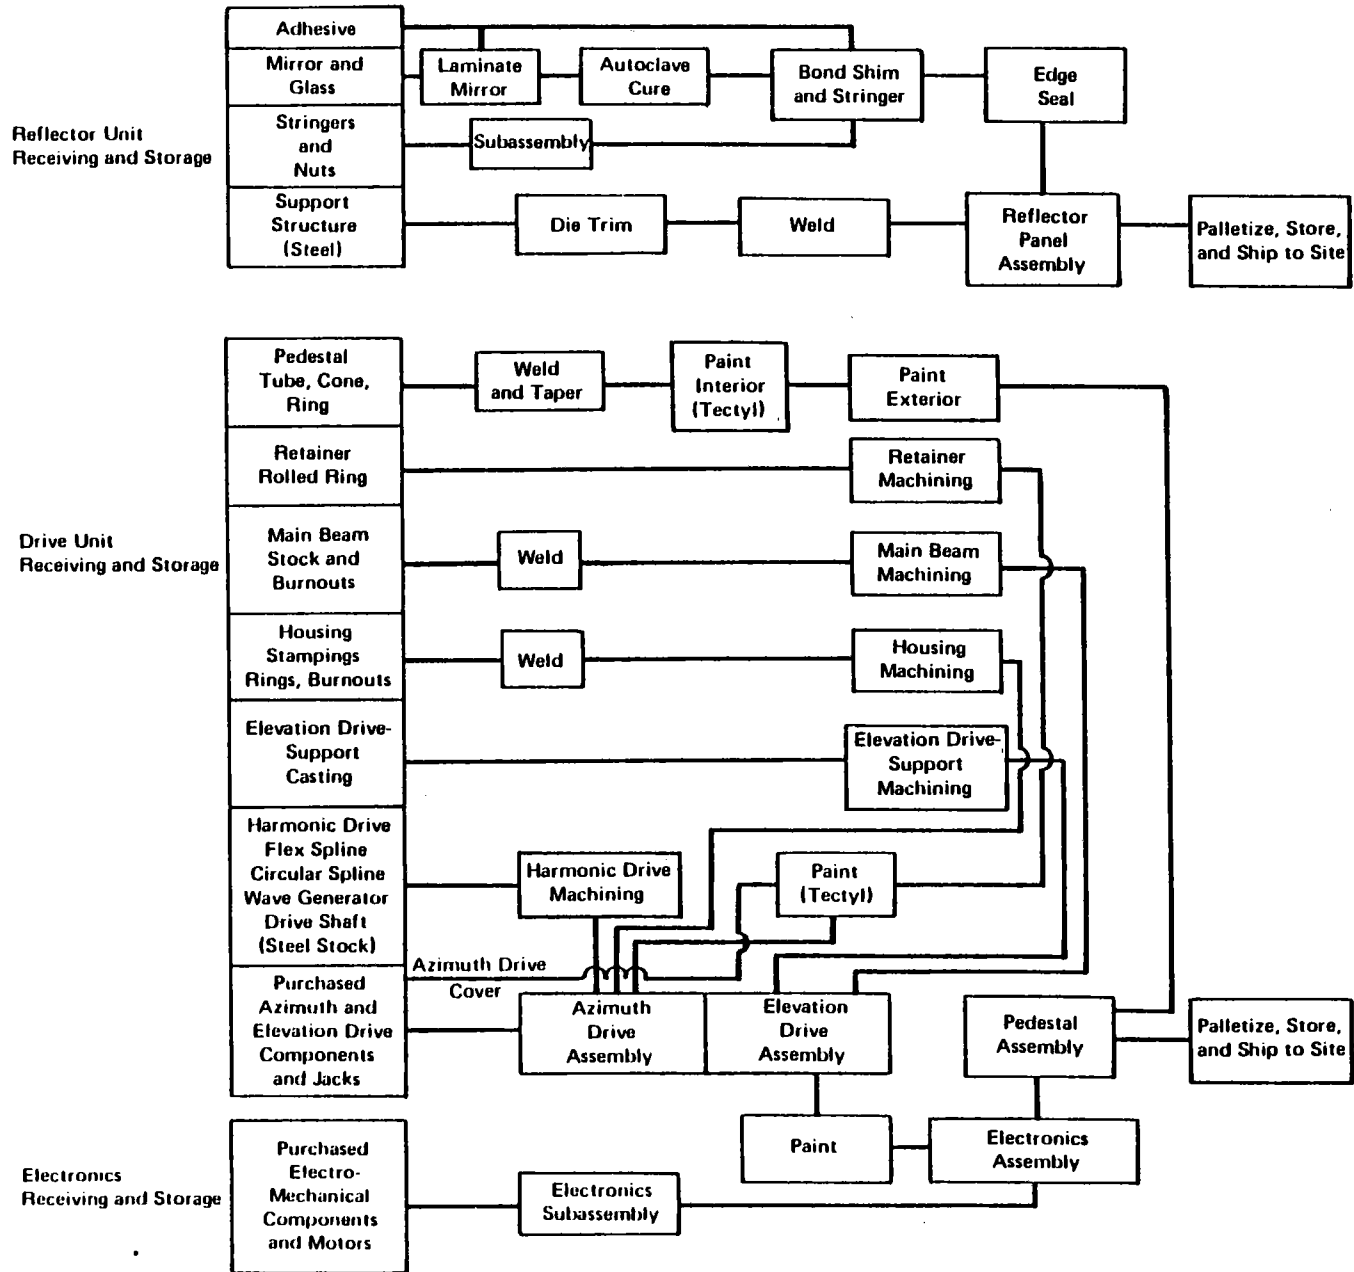 Adhesive
Mirror and
Glass
Laminate
Mirror
Autoclave
Cure
Bond Shim
and Stringer
Edge
Seal
Reflector Unit
Receiving and Storage
Stringers
and
Nuts
Subassembly
Support
Structure
(Steel)
Die Trim
Weld
Reflector
Panel
Assembly
Palletize, Store,
and Ship to Site
Pedestal
Tube, Cone,
Ring
Weld
and Taper
Paint
Interior
(Tectyl)
Paint
Exterior
Retainer
Rolled Ring
Retainer
Machining
Drive Unit
Receiving and Storage
Main Beam
Stock and
Burnouts
Weld
Main Beam
Machining
Housing
Stampings
Rings, Burnouts
Weld
Housing
Machining
Elevation Drive-
Support
Casting
Elevation Drive-
Support
Machining
Harmonic Drive
Flex Spline
Circular Spline
Wave Generator
Drive Shaft
(Steel Stock)
Harmonic Drive
Machining
Paint
(Tectyl)
Azimuth Drive
Cover
Purchased
Azimuth and
Elevation Drive
Components
and Jacks
Azimuth
Drive
Assembly
Elevation
Drive
Assembly
Pedestal
Assembly
Palletize, Store,
and Ship to Site
Paint
Electronics
Assembly
Electronics
Receiving and Storage
Purchased
Electro-
Mechanical
Components
and Motors
Electronics
Subassembly